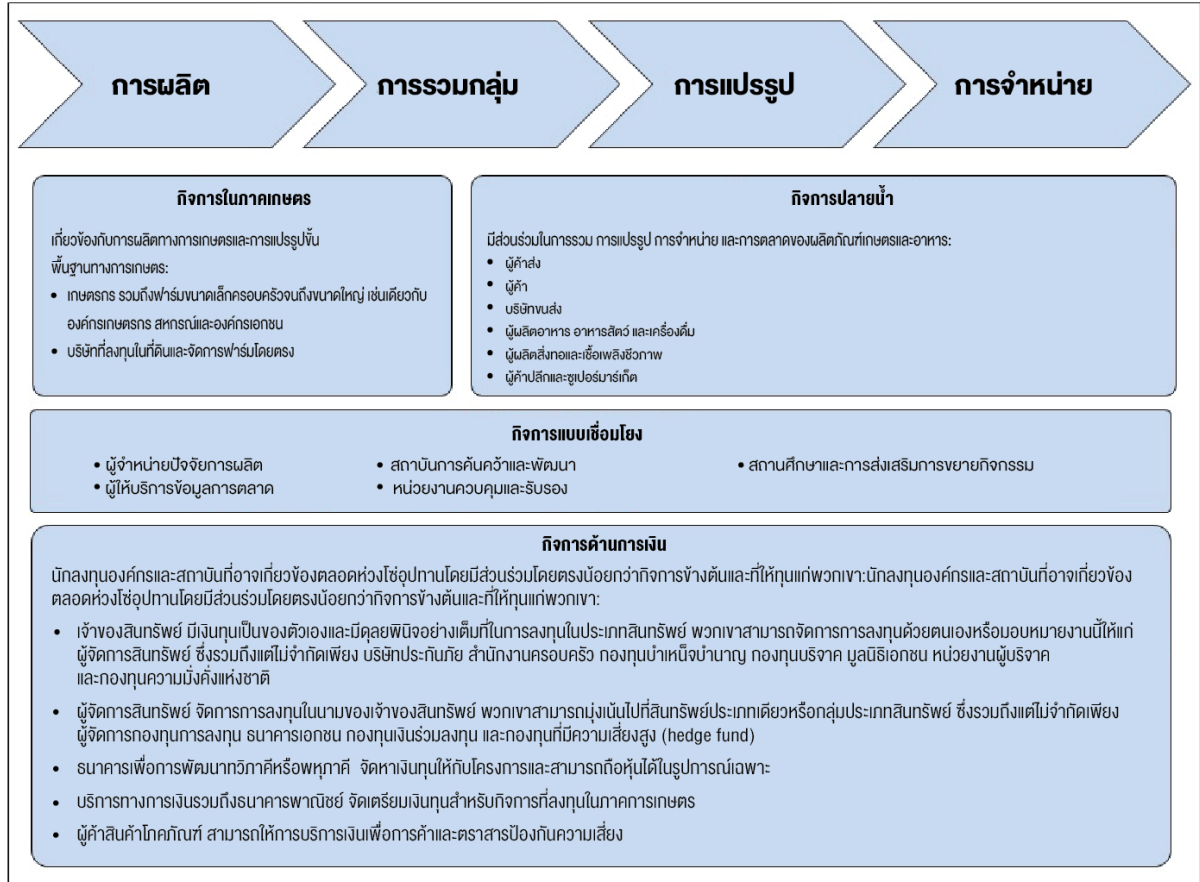 การผลิต
การรวมกลุ่ม
การแปรรูป
การจำหน่าย
กิจการในภาคเกษตร
เกี่ยวข้องกับการผลิตทางการเกษตรและการแปรรูปขั้น
พื้นฐานทางการเกษตร:
• เกษตรกร รวมถึงฟาร์มขนาดเล็กครอบครัวจนถึงขนาดใหญ่ เช่นเดียวกับ
องค์กรเกษตรกร สหกรณ์และองค์กรเอกชน
• บริษัทที่ลงทุนในที่ดินและจัดการฟาร์มโดยตรง
กิจการปลายน้ำ
มีส่วนร่วมในการรวม การแปรรูป การจำหน่าย และการตลาดของผลิตภัณฑ์เกษตรและอาหาร:
• ผู้ค้าส่ง
• ผู้ค้า
• บริษัทขนส่ง
• ผู้ผลิตอาหาร อาหารสัตว์ และเครื่องดื่ม
• ผู้ผลิตสิ่งทอและเชื้อเพลิงชีวภาพ
• ผู้ค้าปลีกและซูเปอร์มาร์เก็ต
กิจการแบบเชื่อมโยง
• ผู้จำหน่ายปัจจัยการผลิต
• ผู้ให้บริการข้อมูลการตลาด
• สถาบันการค้นคว้าและพัฒนา
• หน่วยงานควบคุมและรับรอง
• สถานศึกษาและการส่งเสริมการขยายกิจกรรม
กิจการด้านการเงิน
นักลงทุนองค์กรและสถาบันที่อาจเกี่ยวข้องตลอดห่วงโซ่อุปทานโดยมีส่วนร่วมโดยตรงน้อยกว่ากิจการข้างต้นและที่ให้ทุนแก่พวกเขา:นักลงทุนองค์กรและสถาบันที่อาจเกี่ยวข้อง
ตลอดห่วงโซ่อุปทานโดยมีส่วนร่วมโดยตรงน้อยกว่ากิจการข้างต้นและที่ให้ทุนแก่พวกเขา:
• เจ้าของสินทรัพย์ มีเงินทุนเป็นของตัวเองและมีดุลยพินิจอย่างเต็มที่ในการลงทุนในประเภทสินทรัพย์ พวกเขาสามารถจัดการการลงทุนด้วยตนเองหรือมอบหมายงานนี้ให้แก่
ผู้จัดการสินทรัพย์ ซึ่งรวมถึงแต่ไม่จำกัดเพียง บริษัทประกันภัย สำนักงานครอบครัว กองทุนบำเหน็จบำนาญ กองทุนบริจาค มูลนิธิเอกชน หน่วยงานผู้บริจาค
และกองทุนความมั่งคั่งแห่งชาติ
• ผู้จัดการสินทรัพย์ จัดการการลงทุนในนามของเจ้าของสินทรัพย์ พวกเขาสามารถมุ่งเน้นไปที่สินทรัพย์ประเภทเดียวหรือกลุ่มประเภทสินทรัพย์ ซึ่งรวมถึงแต่ไม่จำกัดเพียง
ผู้จัดการกองทุนการลงทุน ธนาคารเอกชน กองทุนเงินร่วมลงทุน และกองทุนที่มีความเสี่ยงสูง (hedge fund)
• ธนาคารเพื่อการพัฒนาทวิภาคีหรือพหุภาคี จัดหาเงินทุนให้กับโครงการและสามารถถือหุ้นได้ในรูปการณ์เฉพาะ
• บริการทางการเงินรวมถึงธนาคารพาณิชย์ จัดเตรียมเงินทุนสำหรับกิจการที่ลงทุนในภาคการเกษตร
• ผู้ค้าสินค้าโภคภัณฑ์ สามารถให้การบริการเงินเพื่อการค้าและตราสารป้องกันความเสี่ยง